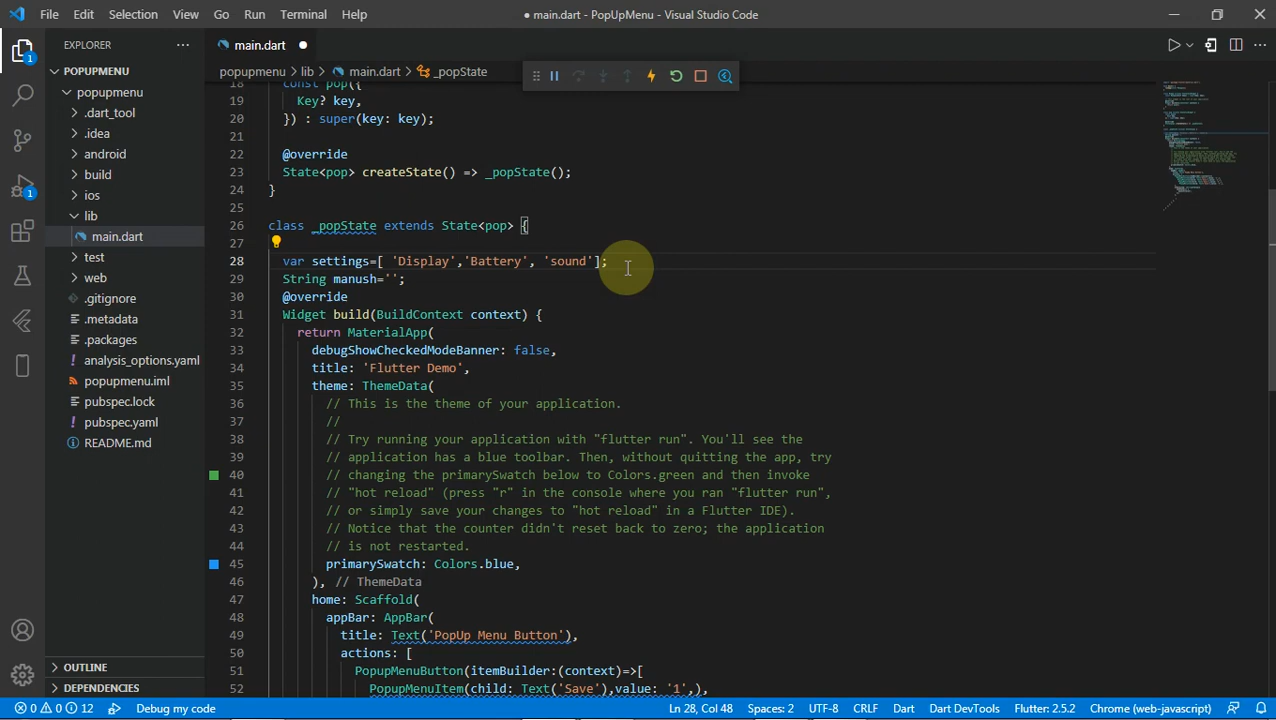 File Edit Selection View Go Run Terminal Help
● main.dart - PopUpMenu - Visual Studio Code
EXPLORER
main.dart
POPUPMENU
popupmenu > lib > main.dart > _popState
popupmenu
.dart_tool
.idea
android
build
ios
lib
main.dart
test
web
.gitignore
.metadata
.packages
analysis_options.yaml
popupmenu.iml
pubspec.lock
pubspec.yaml
README.md
OUTLINE
DEPENDENCIES
1
1
18 const pop({
19 Key? key,
20 }) : super(key: key);
21
22 @override
23 State<pop> createState() => _popState();
24 }
25
26 class _popState extends State<pop> {
27
28 var settings=[ 'Display','Battery', 'sound'];
29 String manush='';
30 @override
31 Widget build(BuildContext context) {
32 return MaterialApp(
33 debugShowCheckedModeBanner: false,
34 title: 'Flutter Demo',
35 theme: ThemeData(
36 // This is the theme of your application.
37 //
38 // Try running your application with "flutter run". You'll see the
39 // application has a blue toolbar. Then, without quitting the app, try
40 // changing the primarySwatch below to Colors.green and then invoke
41 // "hot reload" (press "r" in the console where you ran "flutter run",
42 // or simply save your changes to "hot reload" in a Flutter IDE).
43 // Notice that the counter didn't reset back to zero; the application
44 // is not restarted.
45 primarySwatch: Colors.blue,
46 ), // ThemeData
47 home: Scaffold(
48 appBar: AppBar(
49 title: Text('PopUp Menu Button'),
50 actions: [
51 PopupMenuButton(itemBuilder:(context)=>[
52 PopupMenuItem(child: Text('Save'),value: '1',),
0 0 12 Debug my code Ln 28, Col 48 Spaces: 2 UTF-8 CRLF Dart Dart DevTools Flutter: 2.5.2 Chrome (web-javascript)